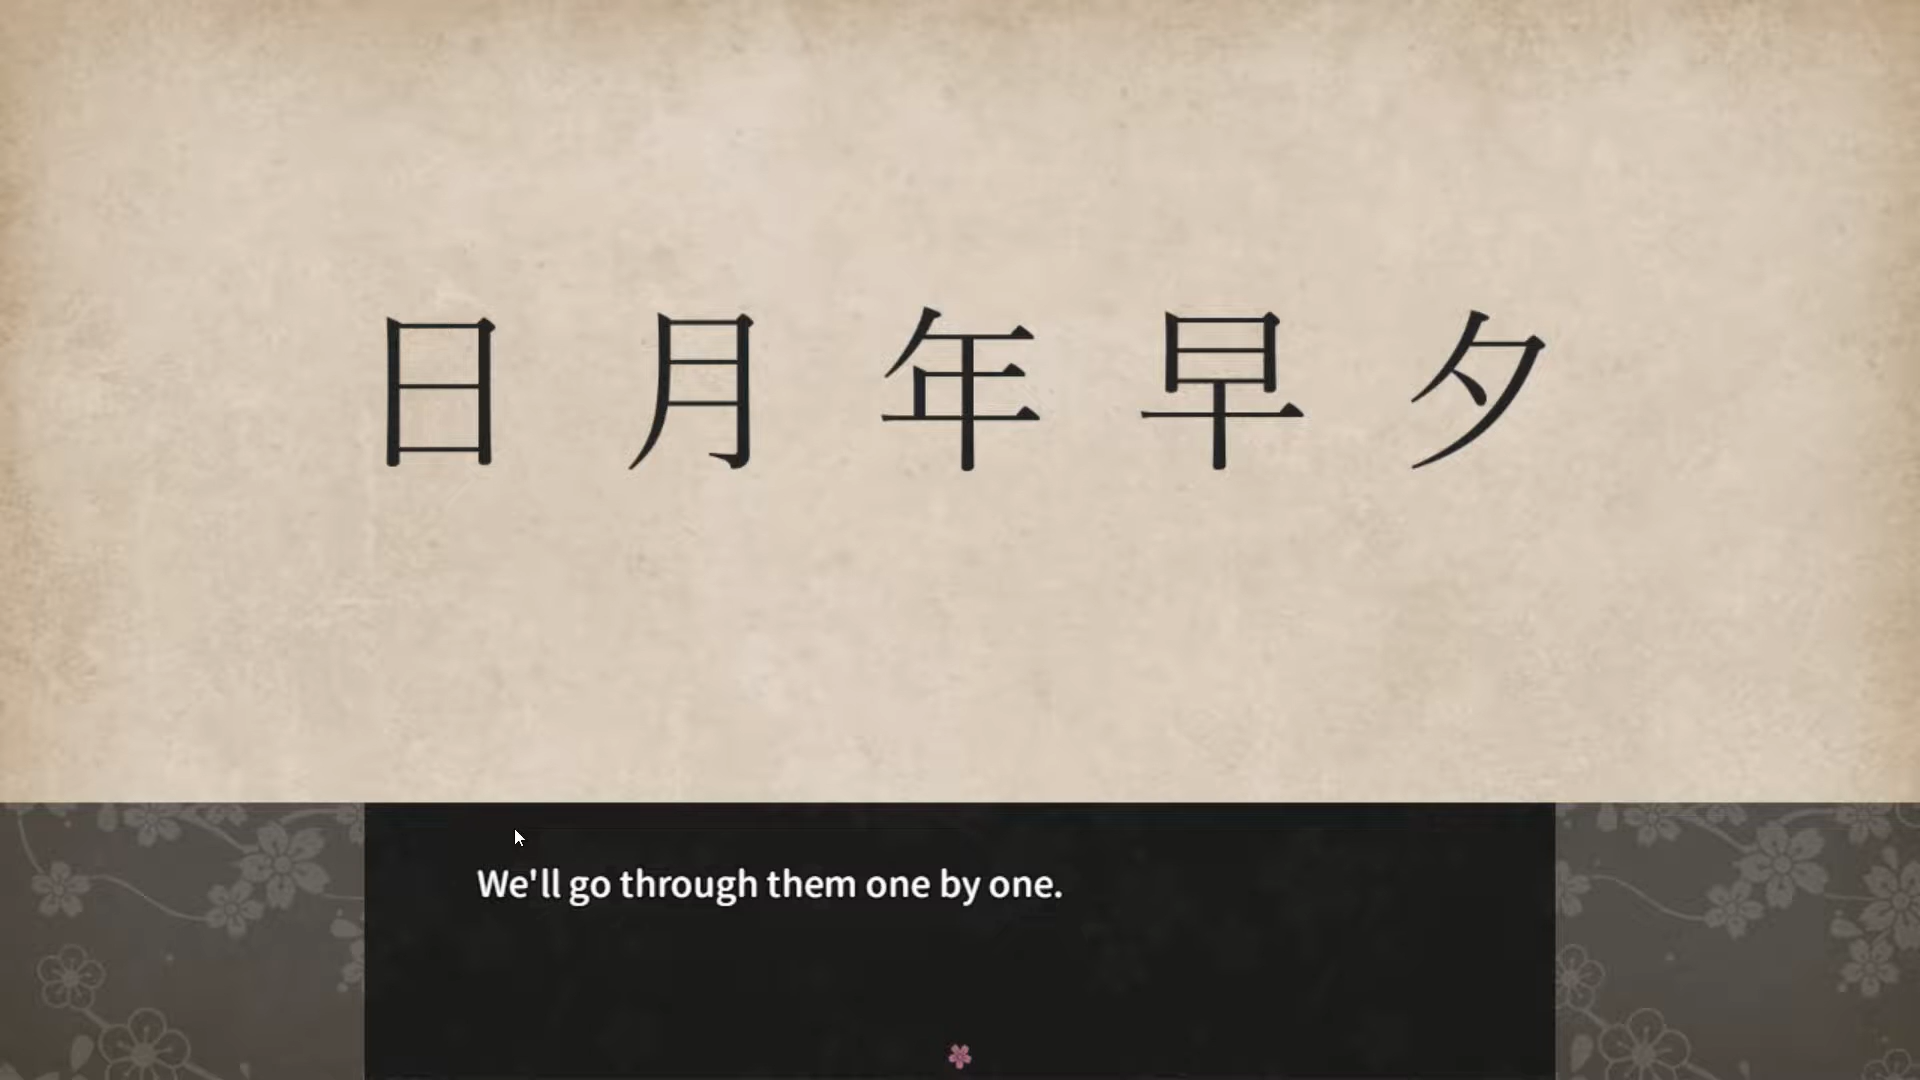 日 月 年 早 夕
We'll go through them one by one.